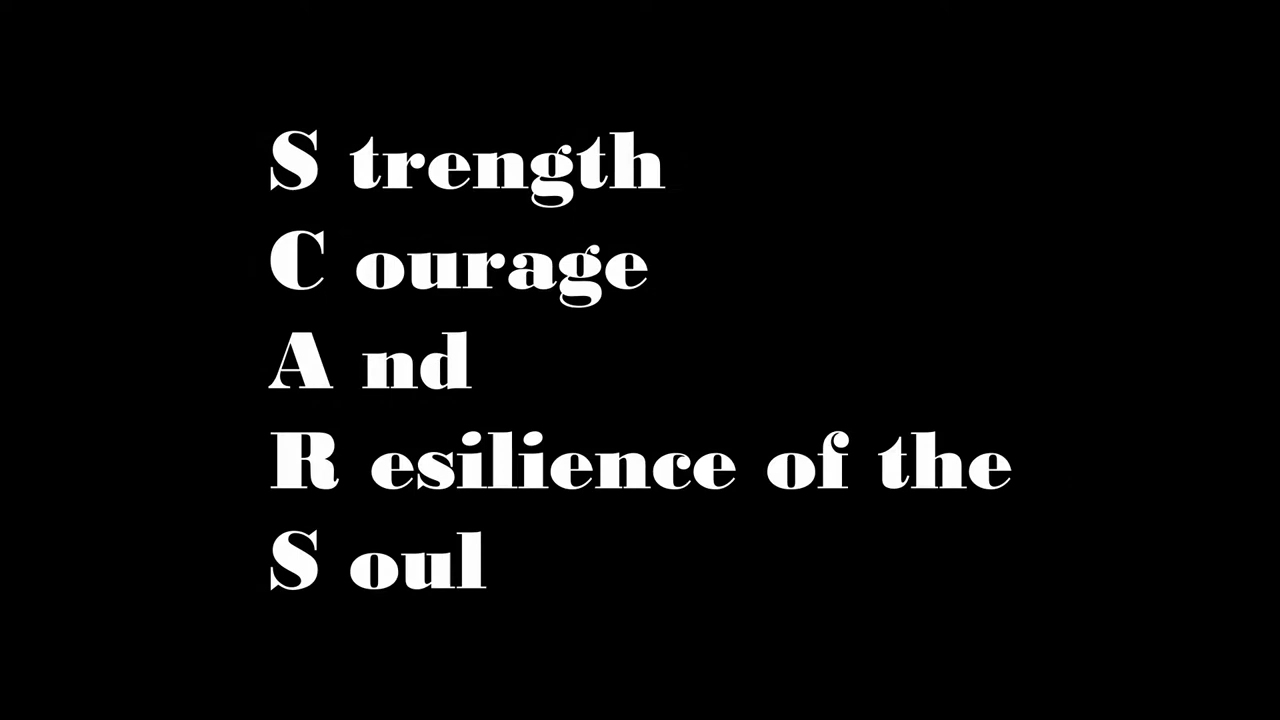 S trength
C ourage
A nd
R esilience of the
S oul